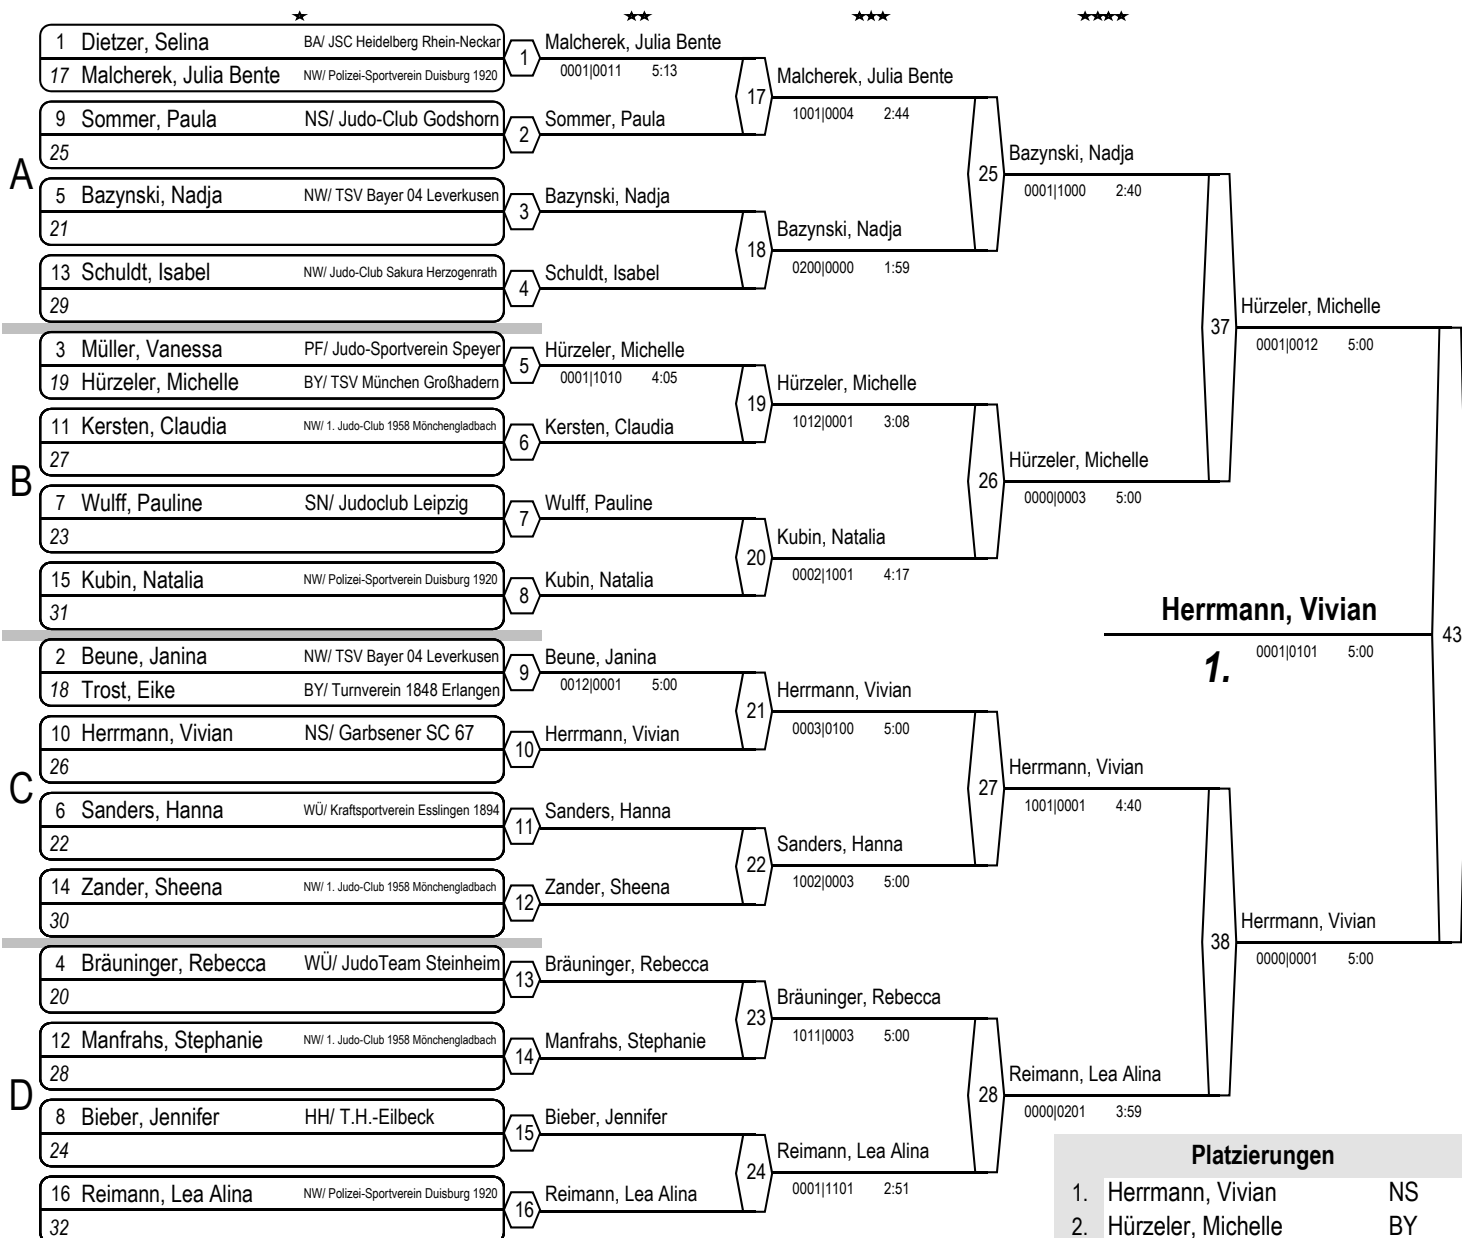 A
1 Dietzer, Selina BA/ JSC Heidelberg Rhein-Neckar
17 Malcherek, Julia Bente NW/ Polizei-Sportverein Duisburg 1920
9 Sommer, Paula NS/ Judo-Club Godshorn
25
5 Bazynski, Nadja NW/ TSV Bayer 04 Leverkusen
21
13 Schuldt, Isabel NW/ Judo-Club Sakura Herzogenrath
29
B
3 Müller, Vanessa PF/ Judo-Sportverein Speyer
19 Hürzeler, Michelle BY/ TSV München Großhadern
11 Kersten, Claudia NW/ 1. Judo-Club 1958 Mönchengladbach
27
7 Wulff, Pauline SN/ Judoclub Leipzig
23
15 Kubin, Natalia NW/ Polizei-Sportverein Duisburg 1920
31
C
2 Beune, Janina NW/ TSV Bayer 04 Leverkusen
18 Trost, Eike BY/ Turnverein 1848 Erlangen
10 Herrmann, Vivian NS/ Garbsener SC 67
26
6 Sanders, Hanna WÜ/ Kraftsportverein Esslingen 1894
22
14 Zander, Sheena NW/ 1. Judo-Club 1958 Mönchengladbach
30
D
4 Bräuninger, Rebecca WÜ/ JudoTeam Steinheim
20
12 Manfrahs, Stephanie NW/ 1. Judo-Club 1958 Mönchengladbach
28
8 Bieber, Jennifer HH/ T.H.-Eilbeck
24
16 Reimann, Lea Alina NW/ Polizei-Sportverein Duisburg 1920
32
1 Malcherek, Julia Bente
0001|0011 5:13
2 Sommer, Paula
3 Bazynski, Nadja
4 Schuldt, Isabel
5 Hürzeler, Michelle
0001|1010 4:05
6 Kersten, Claudia
7 Wulff, Pauline
8 Kubin, Natalia
9 Beune, Janina
0012|0001 5:00
10 Herrmann, Vivian
11 Sanders, Hanna
12 Zander, Sheena
13 Bräuninger, Rebecca
14 Manfrahs, Stephanie
15 Bieber, Jennifer
16 Reimann, Lea Alina
17 Malcherek, Julia Bente
1001|0004 2:44
18 Bazynski, Nadja
0200|0000 1:59
19 Hürzeler, Michelle
1012|0001 3:08
20 Kubin, Natalia
0002|1001 4:17
21 Herrmann, Vivian
0003|0100 5:00
22 Sanders, Hanna
1002|0003 5:00
23 Bräuninger, Rebecca
1011|0003 5:00
24 Reimann, Lea Alina
0001|1101 2:51
25 Bazynski, Nadja
0001|1000 2:40
26 Hürzeler, Michelle
0000|0003 5:00
27 Herrmann, Vivian
1001|0001 4:40
28 Reimann, Lea Alina
0000|0201 3:59
37 Hürzeler, Michelle
0001|0012 5:00
38 Herrmann, Vivian
0000|0001 5:00
Herrmann, Vivian 43
1. 0001|0101 5:00
Platzierungen
1. Herrmann, Vivian NS
2. Hürzeler, Michelle BY